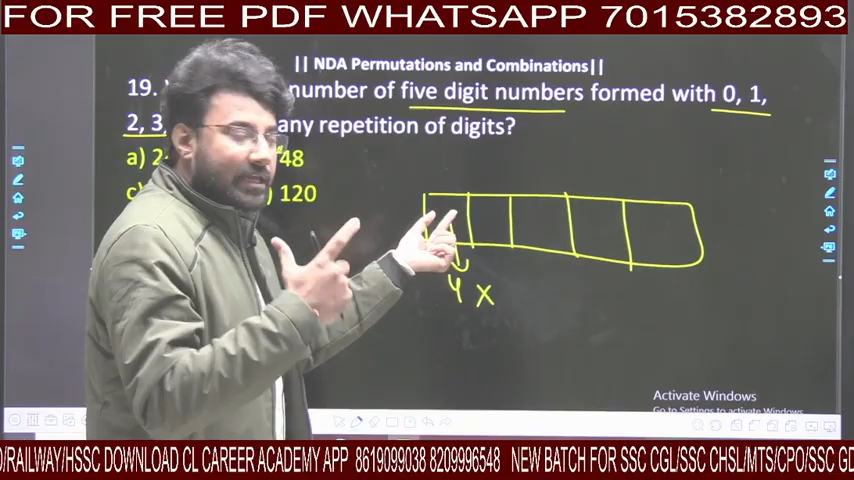 FOR FREE PDF WHATSAPP 7015382893
|| NDA Permutations and Combinations||
19. number of five digit numbers formed with 0, 1,
2, 3, any repetition of digits?
a) 2 48
c) ) 120
4 X
Activate Windows
Go to Settings to activate Windows
/RAILWAY/HSSC DOWNLOAD CL CAREER ACADEMY APP 8619099038 8209996548 NEW BATCH FOR SSC CGL/SSC CHSL/MTS/CPO/SSC GD